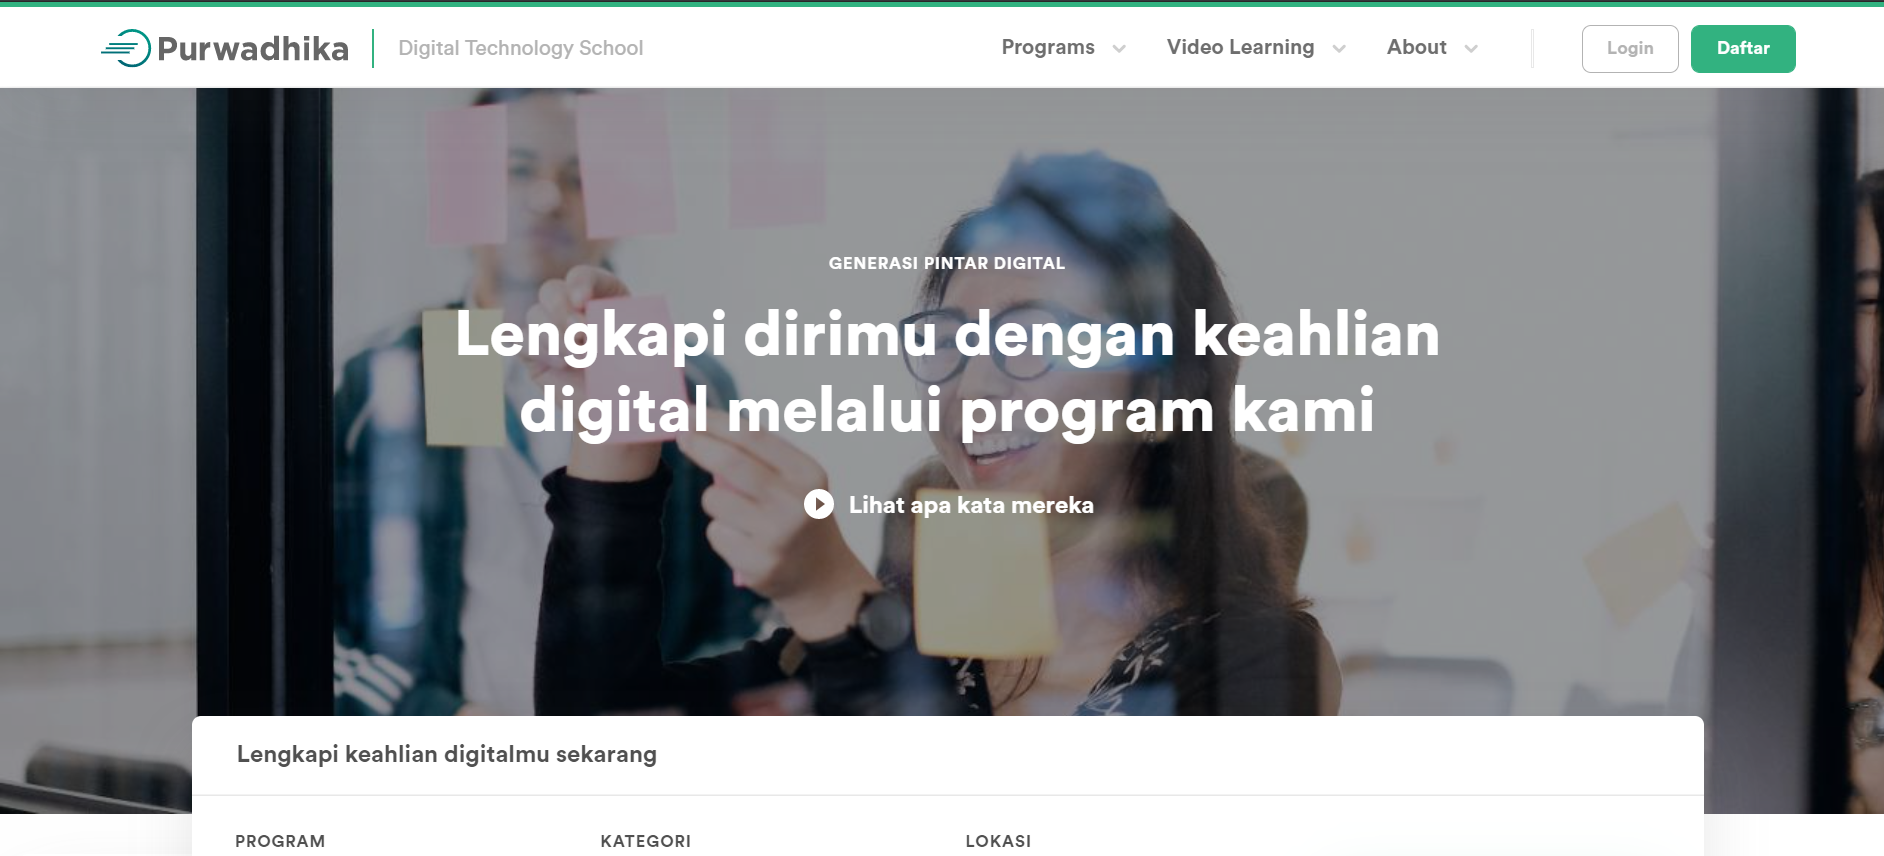 Purwadhika
Digital Technology School
Programs
Video Learning
About
Login
Daftar
GENERASI PINTAR DIGITAL
Lengkapi dirimu dengan keahlian
digital melalui program kami
Lihat apa kata mereka
Lengkapi keahlian digitalmu sekarang
PROGRAM
KATEGORI
LOKASI